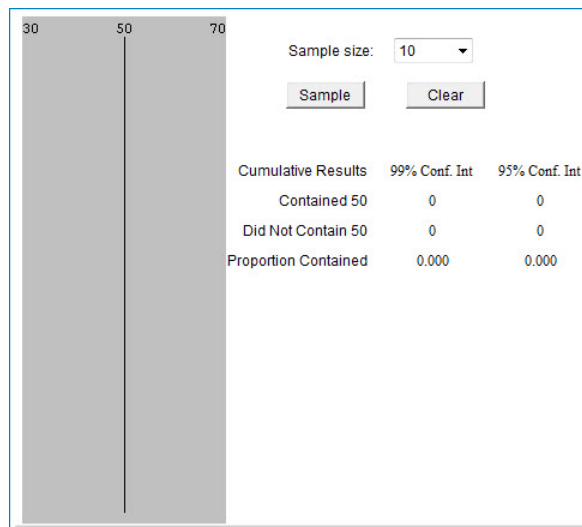 30 50 70
Sample size: 10
Sample Clear
Cumulative Results 99% Conf. Int 95% Conf. Int
Contained 50 0 0
Did Not Contain 50 0 0
Proportion Contained 0.000 0.000